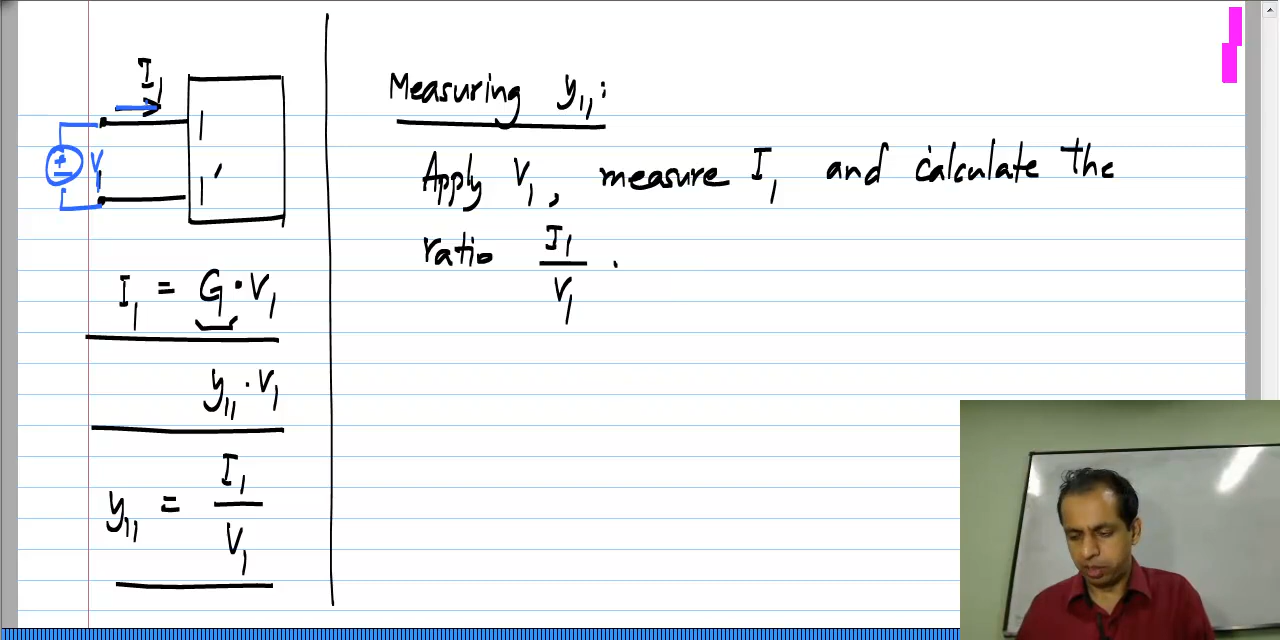 I₁
+
−
V₁
1
1'
I₁ = G · V₁
y₁₁ · V₁
y₁₁ = I₁ / V₁
Measuring y₁₁ :
Apply V₁, measure I₁ and calculate the
ratio I₁ / V₁ .